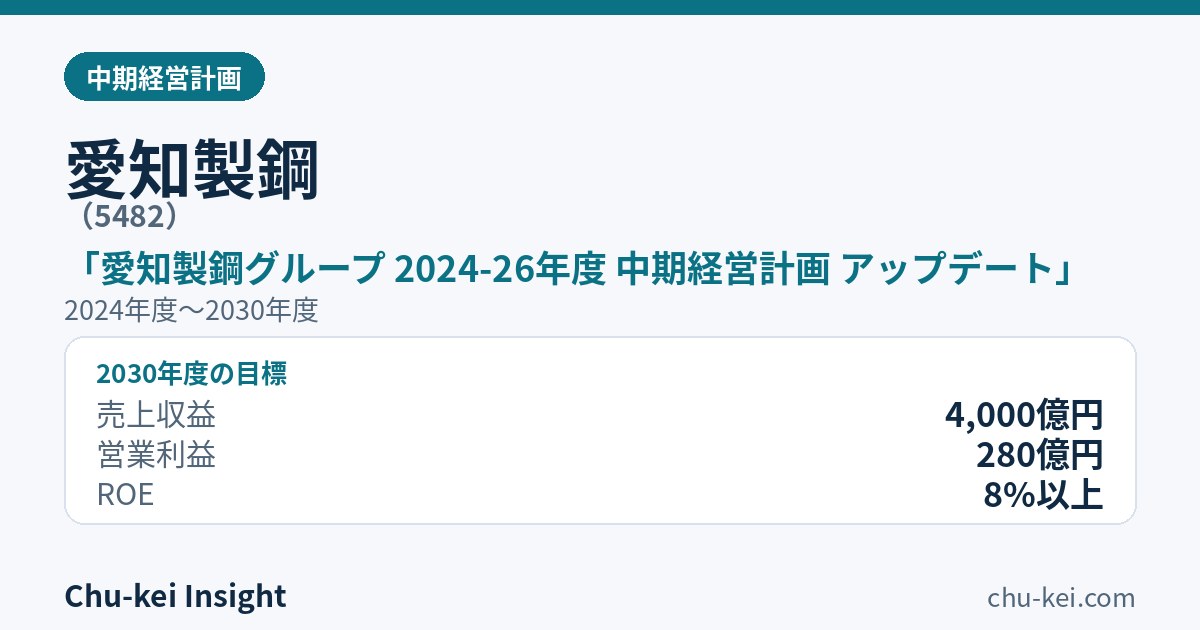 中期経営計画
愛知製鋼
（5482）
「愛知製鋼グループ 2024-26年度 中期経営計画 アップデート」
2024年度～2030年度
2030年度の目標
売上収益 4,000億円
営業利益 280億円
ROE 8%以上
Chu-kei Insight chu-kei.com